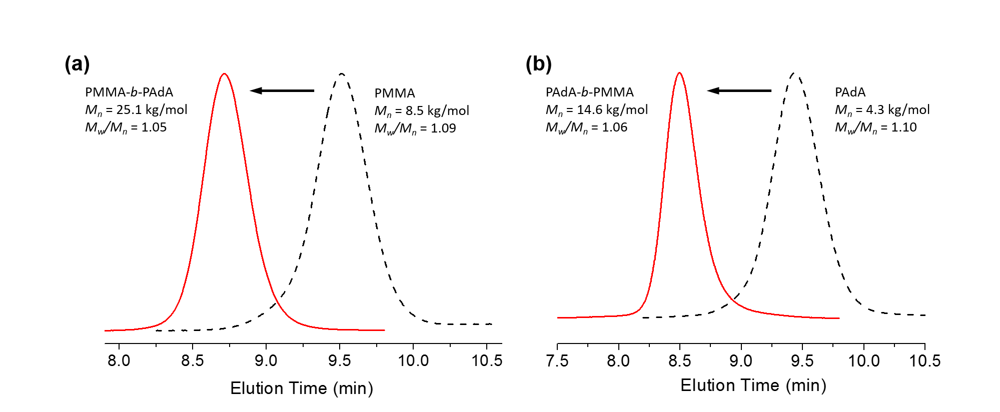 (a)
PMMA-b-PAdA
Mn = 25.1 kg/mol
Mw/Mn = 1.05
PMMA
Mn = 8.5 kg/mol
Mw/Mn = 1.09
8.0 8.5 9.0 9.5 10.0 10.5
Elution Time (min)
(b)
PAdA-b-PMMA
Mn = 14.6 kg/mol
Mw/Mn = 1.06
PAdA
Mn = 4.3 kg/mol
Mw/Mn = 1.10
7.5 8.0 8.5 9.0 9.5 10.0 10.5
Elution Time (min)